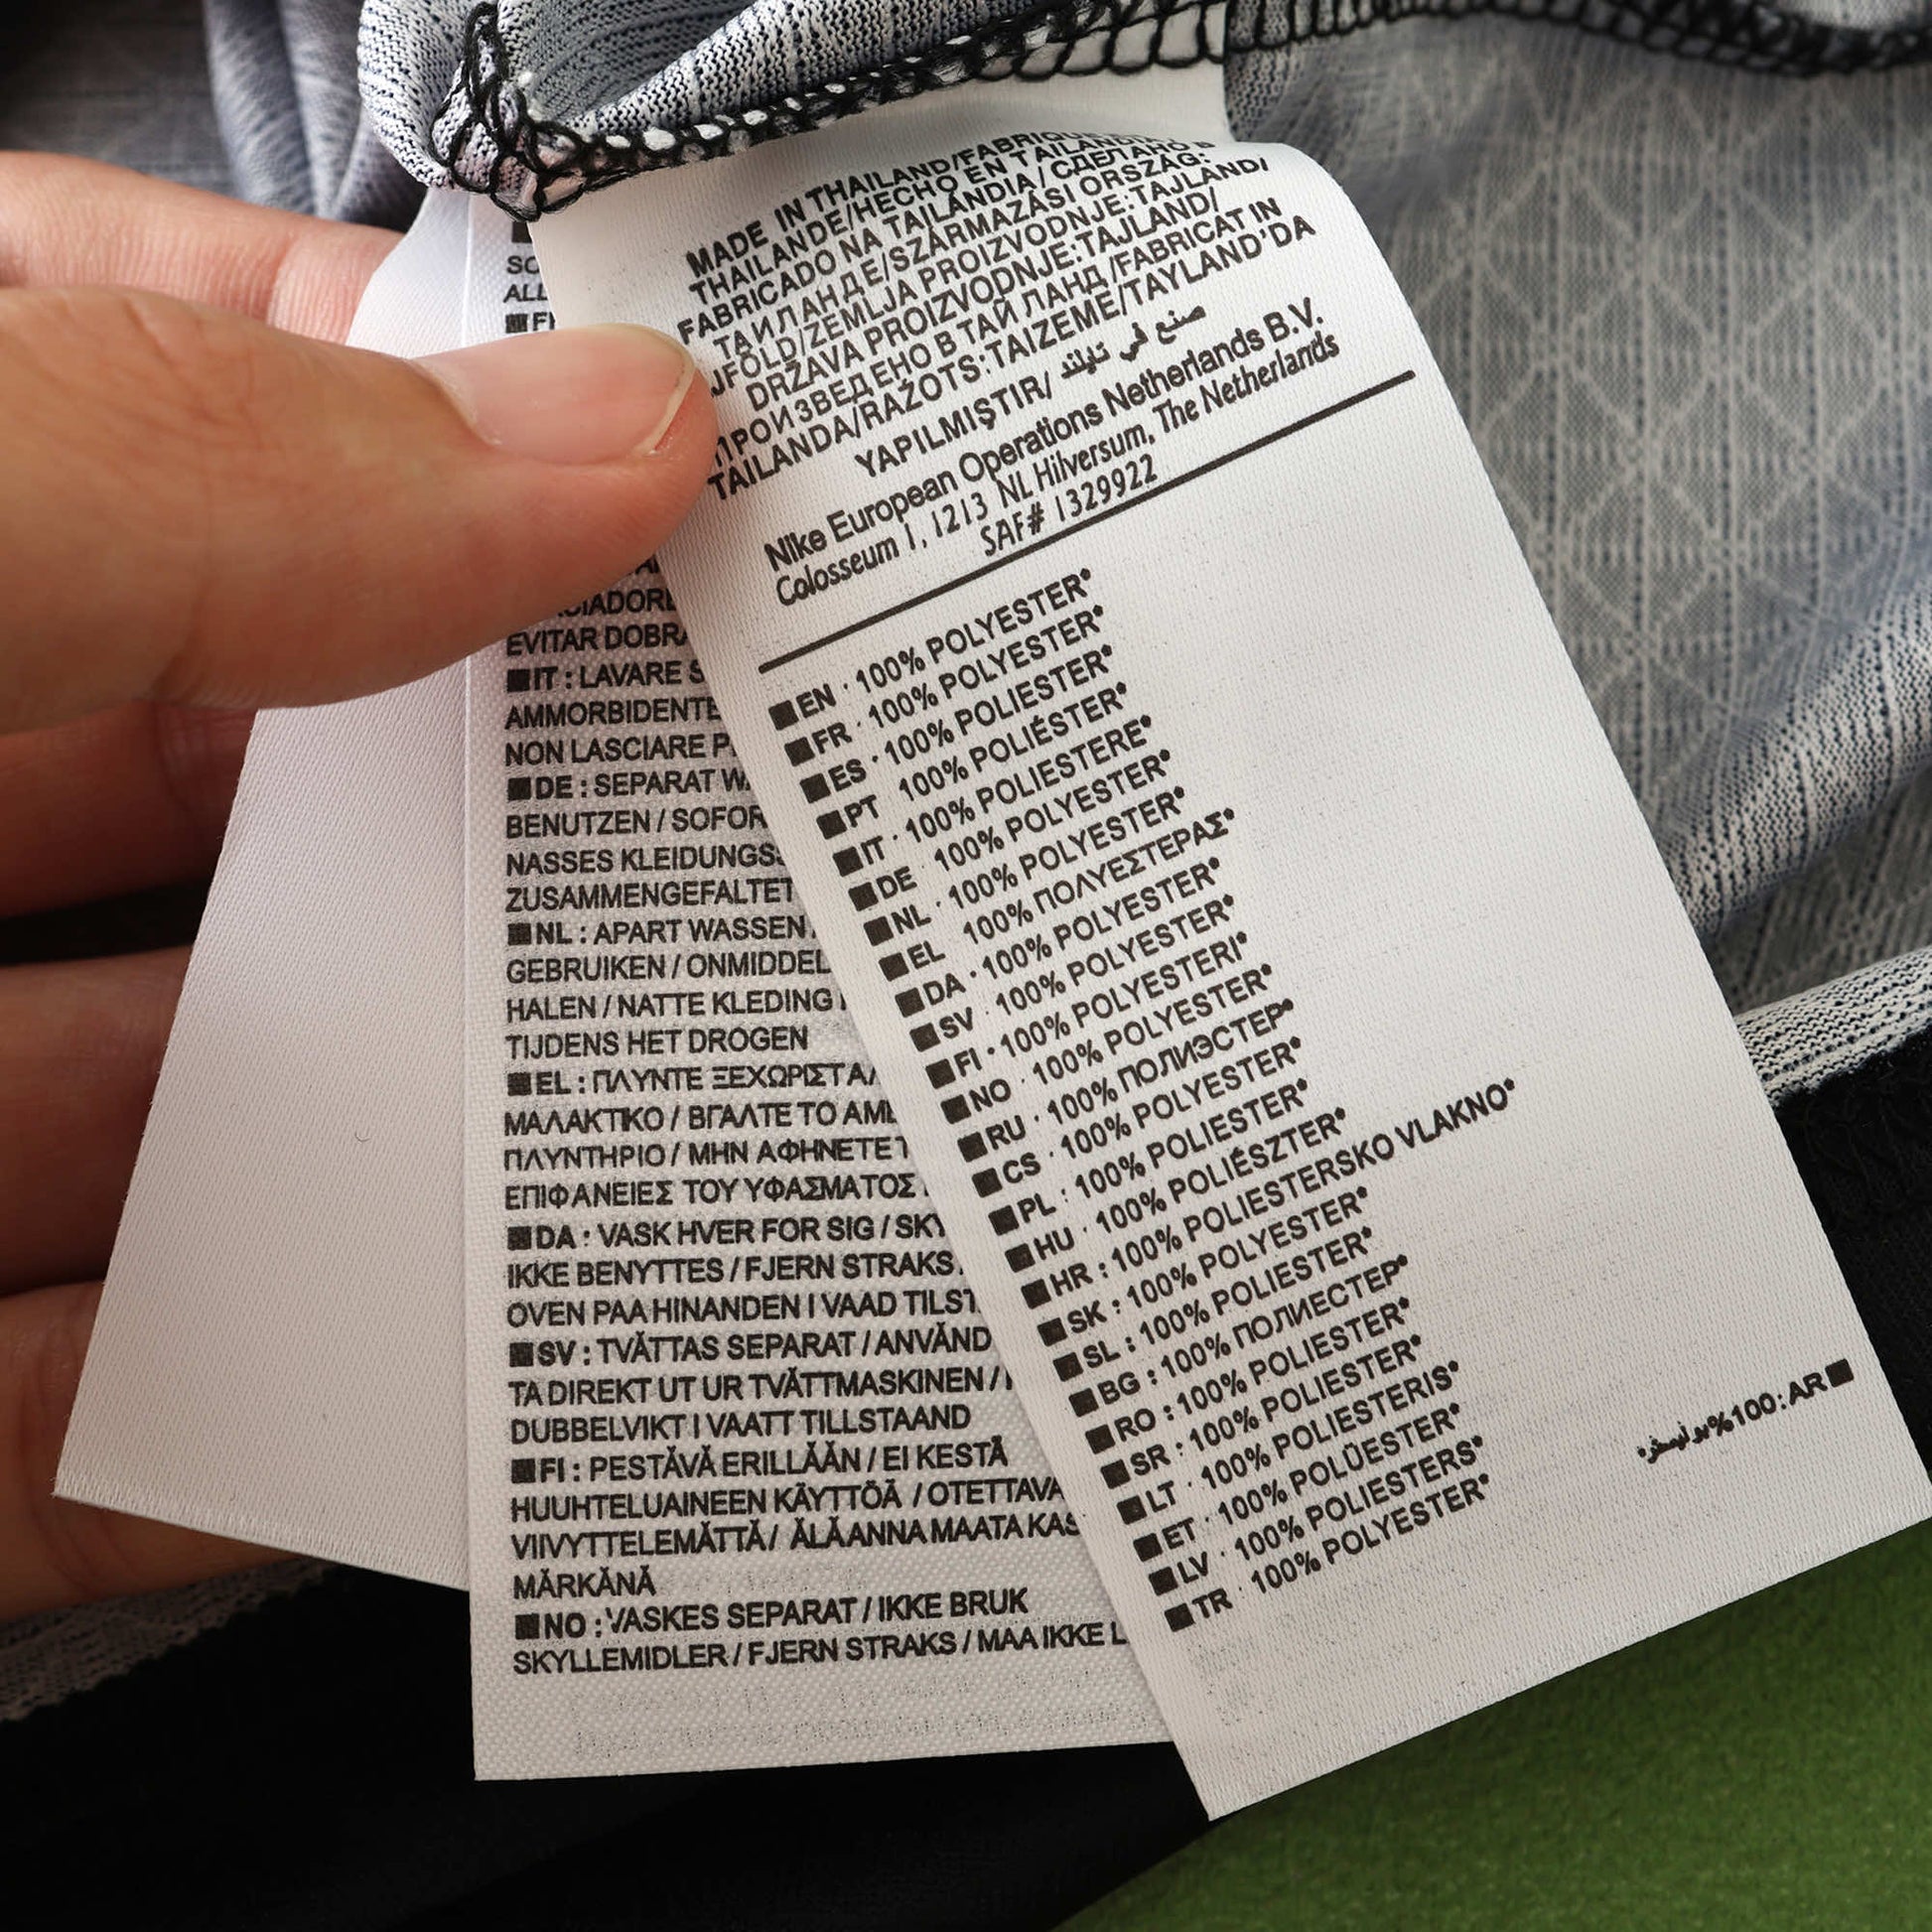 MADE IN THAILAND/FABRIQUÉ
THAILANDE/HECHO EN TAILANDIA
FABRICADO NA TAILÂNDIA/СДЕЛАНО В
ТАИЛАНДЕ/SZÁRMAZÁSI ORSZÁG:
FÖLD/ZEMLJA PROIZVODNJE:TAJLAND/
DRŽAVA PROIZVODNJE:TAJLAND/
ПРОИЗВЕДЕНО В ТАЙЛАНД/FABRICAT IN
TAILANDA/RAŽOTS:TAIZEME/TAYLAND'DA
YAPILMIŞTIR/ صنع في تايلند
Nike European Operations Netherlands B.V.
Colosseum 1, 1213 NL Hilversum, The Netherlands
SAF# 1329922
■EN · 100% POLYESTER*
■FR · 100% POLYESTER*
■ES · 100% POLIESTER*
■PT 100% POLIÉSTER*
■IT · 100% POLIESTERE*
■DE 100% POLYESTER*
■NL · 100% POLYESTER*
■EL 100% ΠΟΛΥΕΣΤΕΡΑΣ*
■DA · 100% POLYESTER*
■SV · 100% POLYESTER*
■FI · 100% POLYESTERI*
■NO · 100% POLYESTER*
■RU · 100% ПОЛИЭСТЕР*
■CS · 100% POLYESTER*
■PL : 100% POLIESTER*
■HU · 100% POLIÉSZTER*
■HR : 100% POLIESTERSKO VLAKNO*
■SK : 100% POLYESTER*
■SL : 100% POLIESTER*
■BG : 100% ПОЛИЕСТЕР*
■RO : 100% POLIESTER*
■SR : 100% POLIESTER*
■LT · 100% POLIESTERIS*
■ET · 100% POLÜESTER*
■LV · 100% POLIESTERS*
■TR · 100% POLYESTER*
■AR:100% بوليستر*
ALL
EVITAR DOBRA
■IT : LAVARE S
AMMORBIDENTE
NON LASCIARE P
■DE : SEPARAT WA
BENUTZEN / SOFOR
NASSES KLEIDUNGSS
ZUSAMMENGEFALTET
■NL : APART WASSEN
GEBRUIKEN / ONMIDDEL
HALEN / NATTE KLEDING
TIJDENS HET DROGEN
■EL : ΠΛΥΝΤΕ ΞΕΧΩΡΙΣΤΑ/
ΜΑΛΑΚΤΙΚΟ / ΒΓΑΛΤΕ ΤΟ ΑΜΕ
ΠΛΥΝΤΗΡΙΟ / ΜΗΝ ΑΦΗΝΕΤΕ Τ
ΕΠΙΦΑΝΕΙΕΣ ΤΟΥ ΥΦΑΣΜΑΤΟΣ
■DA : VASK HVER FOR SIG / SKY
IKKE BENYTTES / FJERN STRAKS
OVEN PAA HINANDEN I VAAD TILST
■SV : TVÄTTAS SEPARAT / ANVÄND
TA DIREKT UT UR TVÄTTMASKINEN /
DUBBELVIKT I VAATT TILLSTAAND
■FI : PESTÄVÄ ERILLÄÄN / EI KESTÄ
HUUHTELUAINEEN KÄYTTÖÄ / OTETTAVA
VIIVYTTELEMÄTTÄ / ÄLÄ ANNA MAATA KAS
MÄRKÄNÄ
■NO : VASKES SEPARAT / IKKE BRUK
SKYLLEMIDLER / FJERN STRAKS / MAA IKKE L